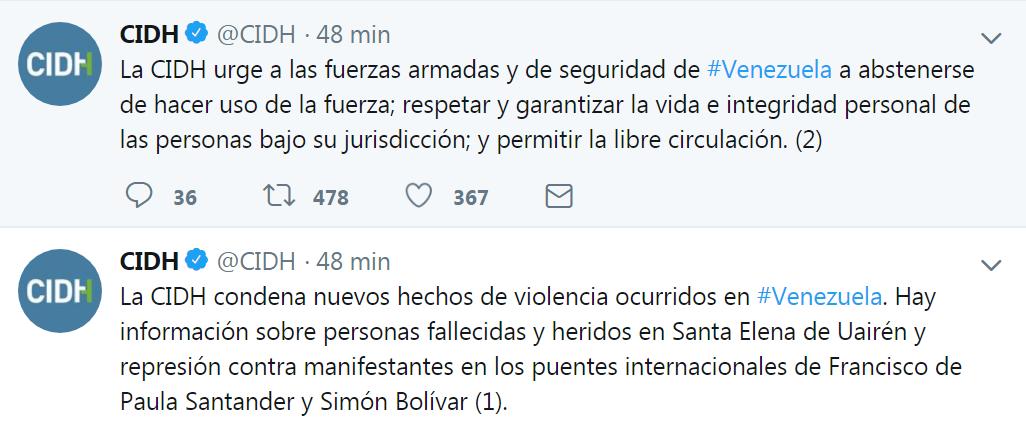 CIDH @CIDH · 48 min
La CIDH urge a las fuerzas armadas y de seguridad de #Venezuela a abstenerse
de hacer uso de la fuerza; respetar y garantizar la vida e integridad personal de
las personas bajo su jurisdicción; y permitir la libre circulación. (2)
36 478 367
CIDH @CIDH · 48 min
La CIDH condena nuevos hechos de violencia ocurridos en #Venezuela. Hay
información sobre personas fallecidas y heridos en Santa Elena de Uairén y
represión contra manifestantes en los puentes internacionales de Francisco de
Paula Santander y Simón Bolívar (1).
CIDH
CIDH